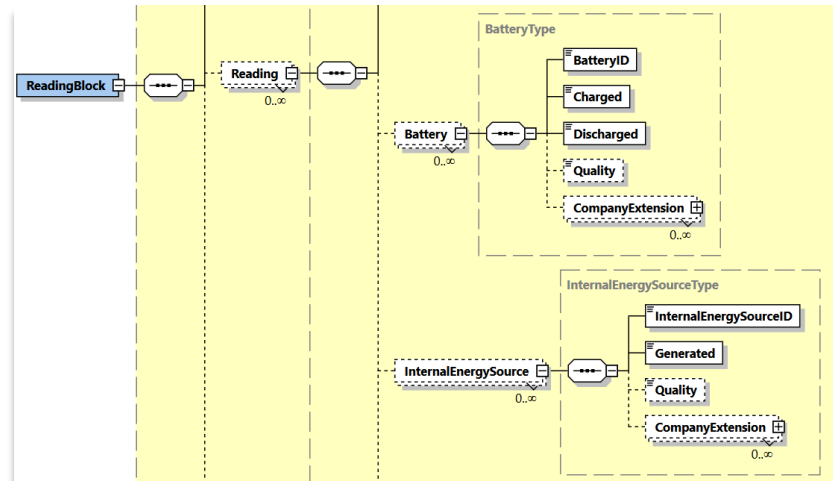 BatteryType
BatteryID
Charged
Discharged
Quality
CompanyExtension
0..∞
ReadingBlock
Reading
0..∞
Battery
0..∞
InternalEnergySourceType
InternalEnergySourceID
Generated
Quality
CompanyExtension
0..∞
InternalEnergySource
0..∞